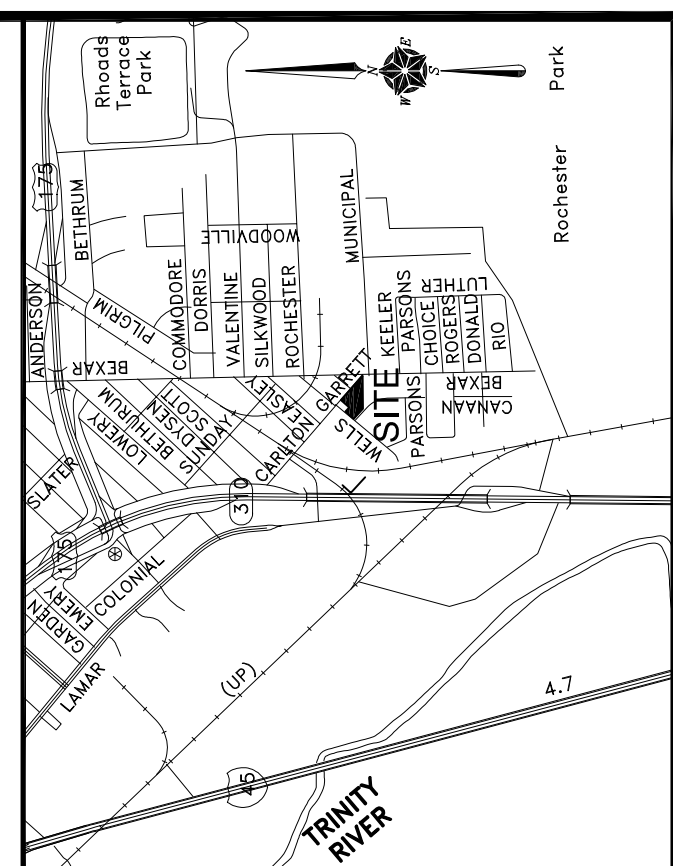 Rhoads
Terrace
Park
N
E
S
W
Park
Rochester
175
BETHRUM
ANDERSON
PILGRIM
BEXAR
COMMODORE
DORRIS
WOODVILLE
VALENTINE
SILKWOOD
ROCHESTER
MUNICIPAL
KEELER
PARSONS
LUTHER
CHOICE
ROGERS
DONALD
RIO
BEXAR
CANAAN
PARSONS
SITE
GARRETT
WELLS
EASLEY
CARLTON
SUNDAY
SCOTT
DYSEN
BETHURUM
LOWERY
SLATER
310
175
COLONIAL
EMERY
GARDEN
LAMAR
(UP)
45
4.7
TRINITY
RIVER